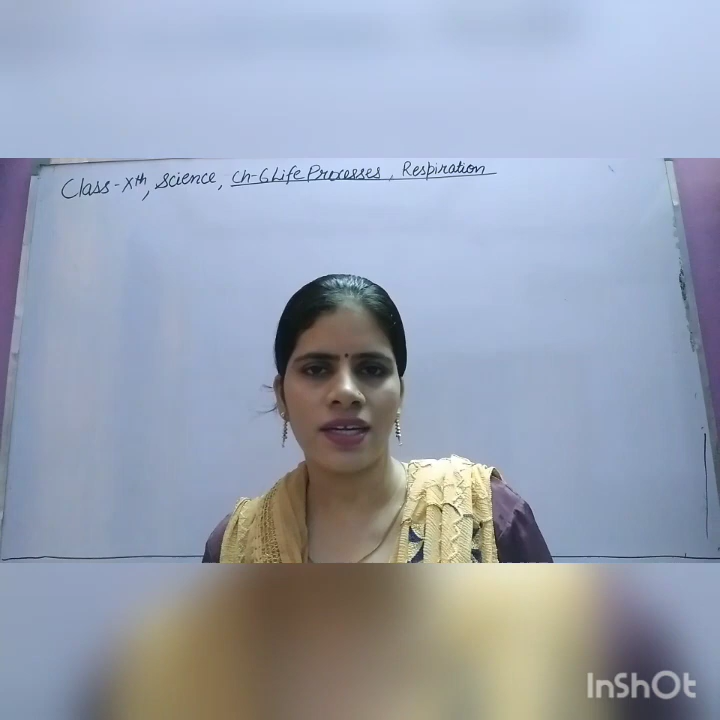 Class-Xth, Science, Ch-6 Life Processes, Respiration
InShOt